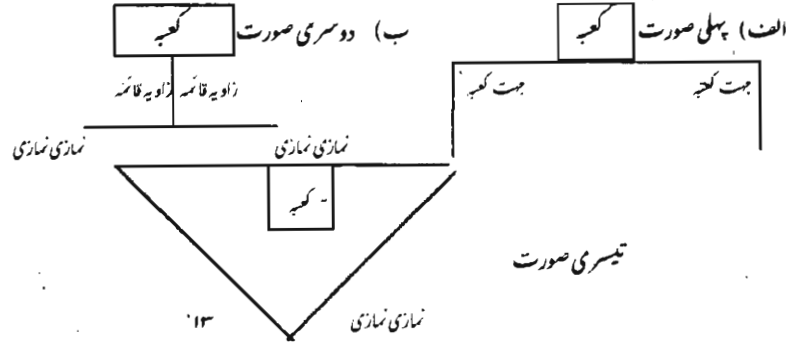 الف) پہلی صورت کعبہ
ب) دوسری صورت کعبہ
جہت کعبہ جہت کعبہ
زاویہ قائمہ زاویہ قائمہ
نمازی نمازی نمازی نمازی
کعبہ
تیسری صورت
نمازی نمازی
۱۳